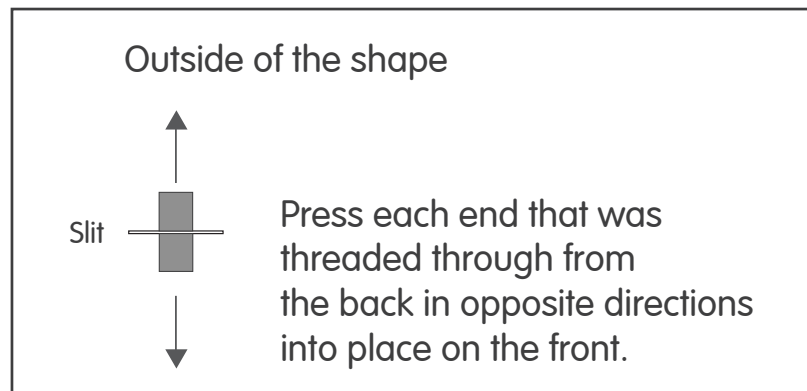 Outside of the shape
Slit
Press each end that was
threaded through from
the back in opposite directions
into place on the front.